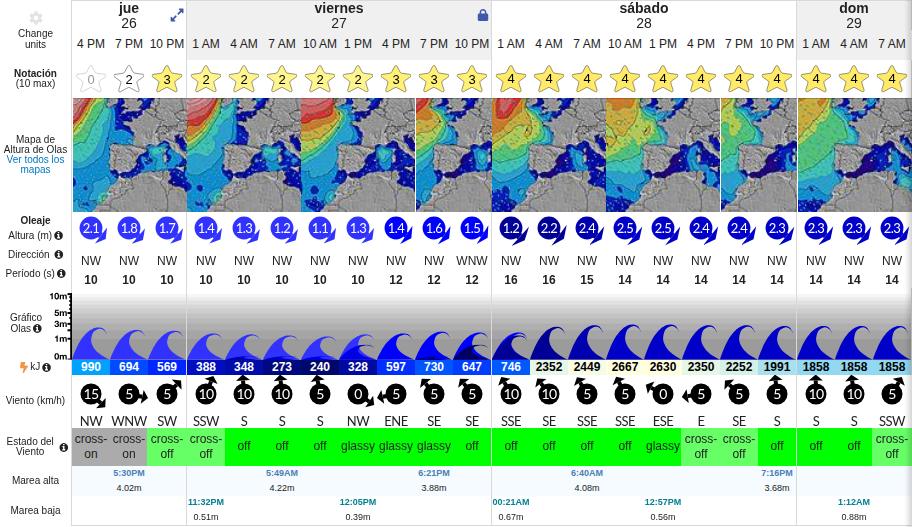 jue viernes sábado dom
26 27 28 29
Change
units
4 PM 7 PM 10 PM 1 AM 4 AM 7 AM 10 AM 1 PM 4 PM 7 PM 10 PM 1 AM 4 AM 7 AM 10 AM 1 PM 4 PM 7 PM 10 PM 1 AM 4 AM 7 AM
Notación
(10 max)
0 2 3 2 2 2 2 2 3 3 3 4 4 4 4 4 4 4 4 4 4 4
Mapa de
Altura de Olas
Ver todos los
mapas
Oleaje
Altura (m)
2.1 1.8 1.7 1.4 1.3 1.2 1.1 1.3 1.4 1.6 1.5 1.2 2.2 2.4 2.5 2.5 2.4 2.4 2.3 2.3 2.3 2.3
Dirección
NW NW NW NW NW NW NW NW NW NW WNW NW NW NW NW NW NW NW NW NW NW NW
Período (s)
10 10 10 10 10 10 10 10 12 12 12 16 16 15 14 14 14 14 14 14 14 14
Gráfico
Olas
10m
5m
3m
1m
0m
kJ
990 694 569 388 348 273 240 328 597 730 647 746 2352 2449 2667 2630 2350 2252 1991 1858 1858 1858
Viento (km/h)
15 5 5 10 10 10 10 0 5 5 5 10 10 5 5 0 5 5 5 10 10 5
NW WNW SW SSW S S S NW ENE SE SE SSE SE SSE SSE ESE E SE S S S SSW
Estado del
Viento
cross-on cross-on cross-off cross-off off off off glassy glassy glassy off off off off off glassy cross-off cross-off off off off cross-off
Marea alta
5:30PM 5:49AM 6:21PM 6:40AM 7:16PM
4.02m 4.22m 3.88m 4.08m 3.68m
Marea baja
11:32PM 12:05PM 00:21AM 12:57PM 1:12AM
0.51m 0.39m 0.67m 0.56m 0.88m